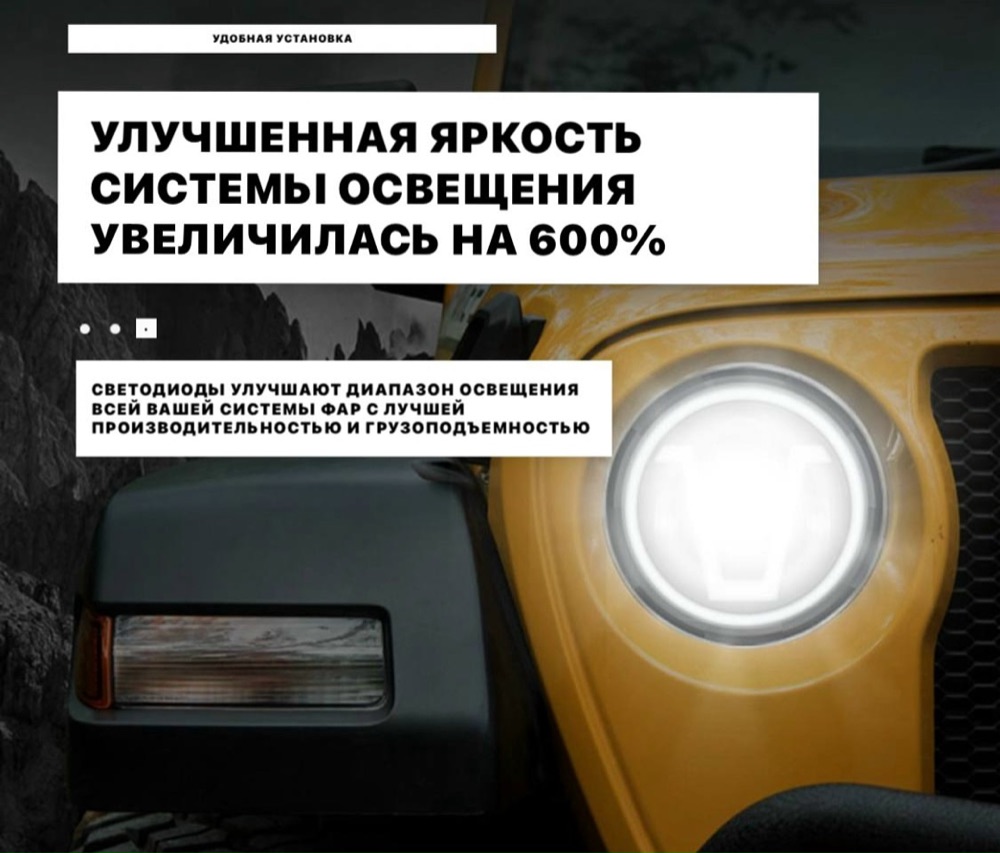 УДОБНАЯ УСТАНОВКА
УЛУЧШЕННАЯ ЯРКОСТЬ
СИСТЕМЫ ОСВЕЩЕНИЯ
УВЕЛИЧИЛАСЬ НА 600%
СВЕТОДИОДЫ УЛУЧШАЮТ ДИАПАЗОН ОСВЕЩЕНИЯ
ВСЕЙ ВАШЕЙ СИСТЕМЫ ФАР С ЛУЧШЕЙ
ПРОИЗВОДИТЕЛЬНОСТЬЮ И ГРУЗОПОДЪЕМНОСТЬЮ